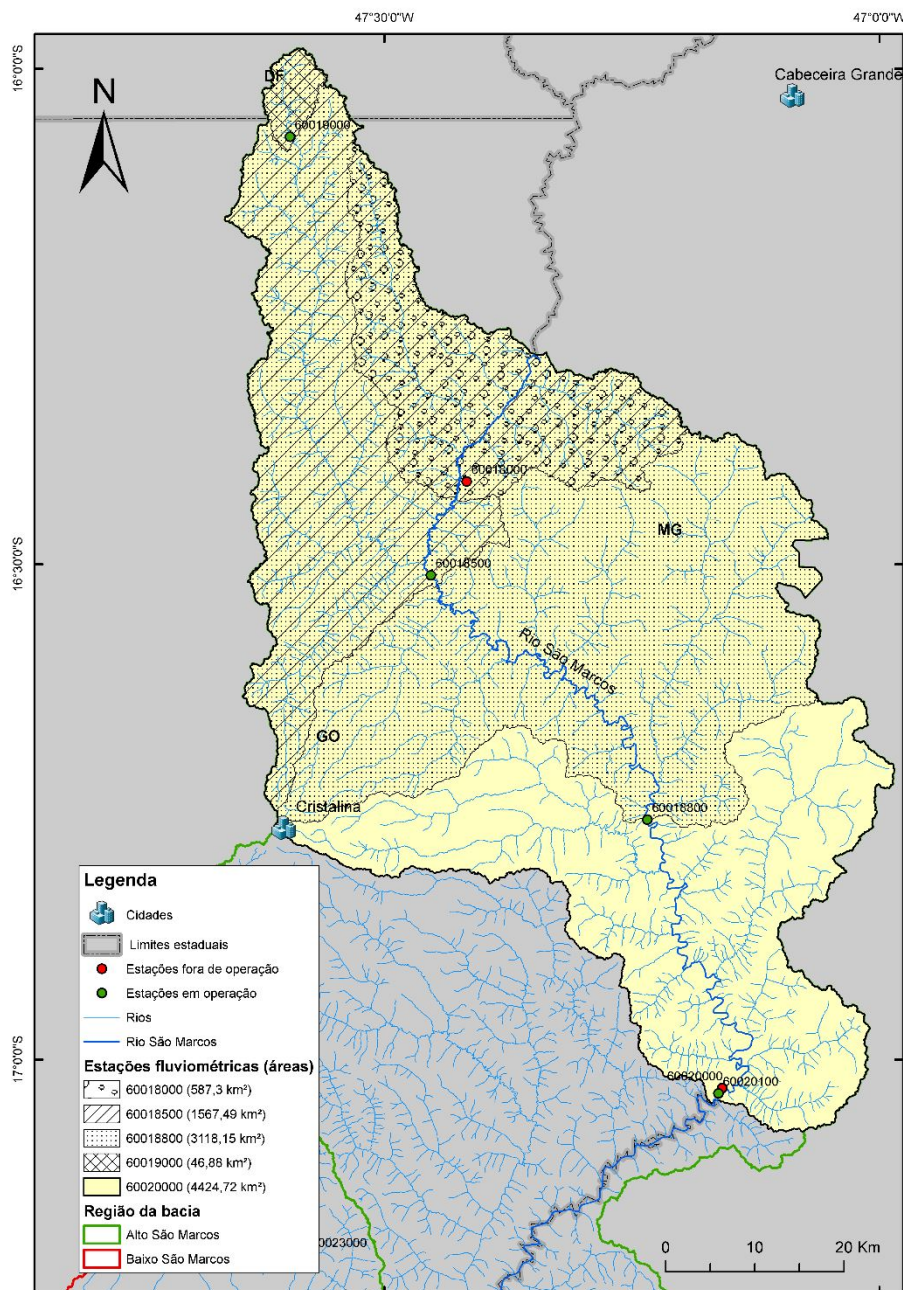 47°30'0"W
47°0'0"W
16°0'0"S
DF
Cabeceira Grande
N
60019000
60018000
MG
16°30'0"S
60018500
Rio São Marcos
GO
Cristalina
60018800
17°0'0"S
60020000
60020100
Legenda
Cidades
Limites estaduais
Estações fora de operação
Estações em operação
Rios
Rio São Marcos
Estações fluviométricas (áreas)
60018000 (587,3 km²)
60018500 (1567,49 km²)
60018800 (3118,15 km²)
60019000 (46,86 km²)
60020000 (4424,72 km²)
Região da bacia
Alto São Marcos
Baixo São Marcos
0 10 20 Km